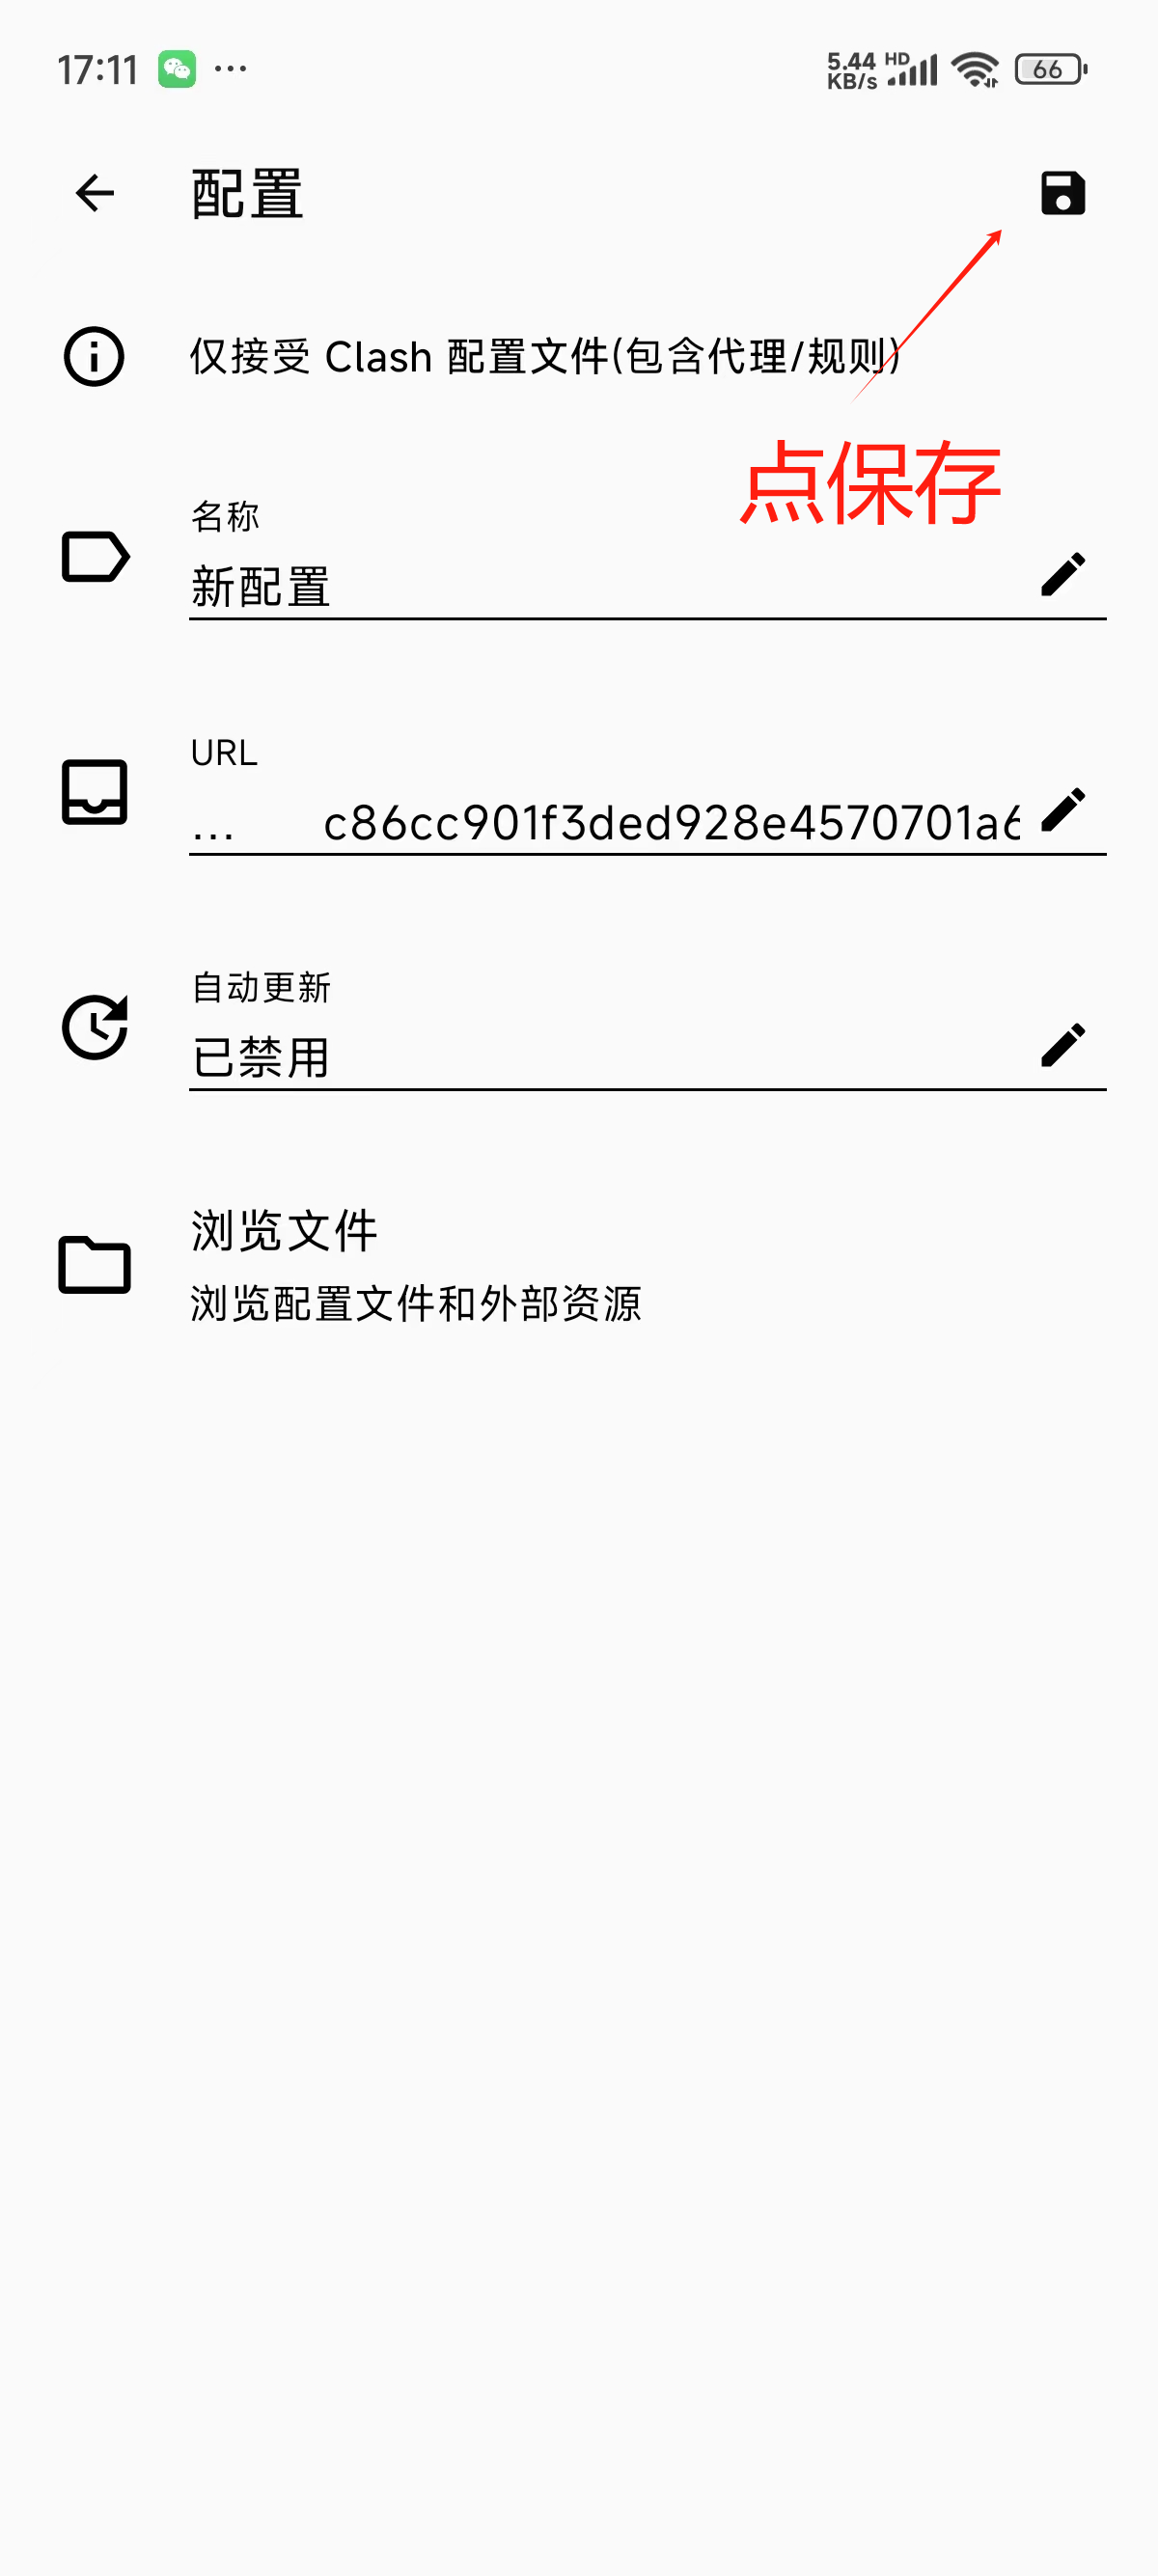 17:11 ...
5.44 KB/s HD 66
配置
仅接受 Clash 配置文件(包含代理/规则)
点保存
名称
新配置
URL
... c86cc901f3ded928e4570701a6
自动更新
已禁用
浏览文件
浏览配置文件和外部资源